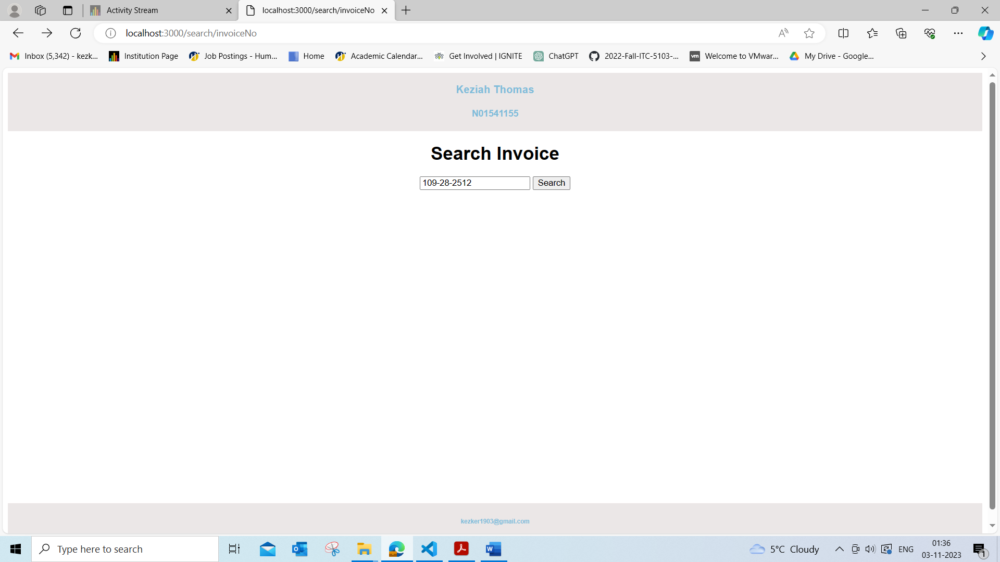 Activity Stream
localhost:3000/search/invoiceNo
localhost:3000/search/invoiceNo
Inbox (5,342) - kezk...
Institution Page
Job Postings - Hum...
Home
Academic Calendar...
Get Involved | IGNITE
ChatGPT
2022-Fall-ITC-5103-...
vm
Welcome to VMwar...
My Drive - Google...
Keziah Thomas
N01541155
Search Invoice
109-28-2512 Search
kezker1903@gmail.com
Type here to search
5°C Cloudy
ENG
01:36
03-11-2023
1